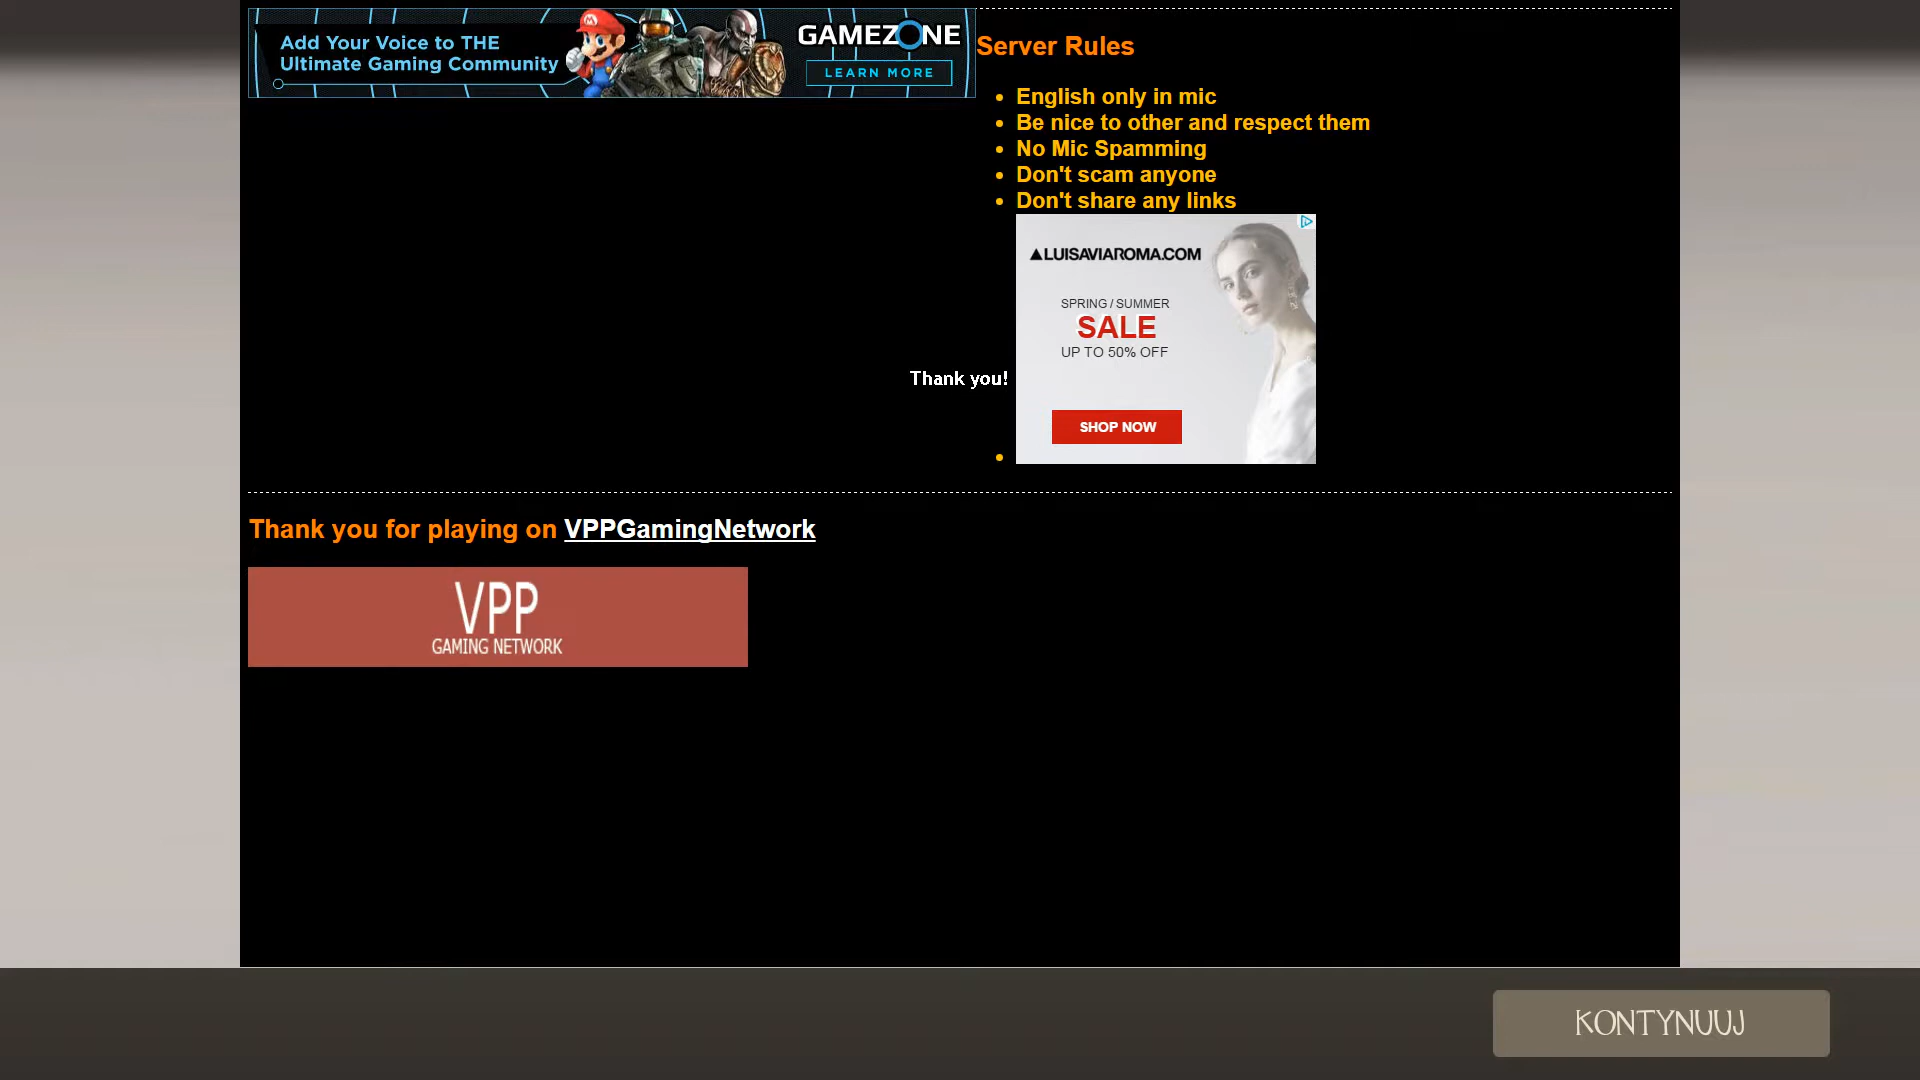 Add Your Voice to THE
Ultimate Gaming Community
GAMEZONE
LEARN MORE
Server Rules
English only in mic
Be nice to other and respect them
No Mic Spamming
Don't scam anyone
Don't share any links
LUISAVIAROMA.COM
SPRING / SUMMER
SALE
UP TO 50% OFF
SHOP NOW
Thank you!
Thank you for playing on VPPGamingNetwork
VPP
GAMING NETWORK
KONTYNUUJ